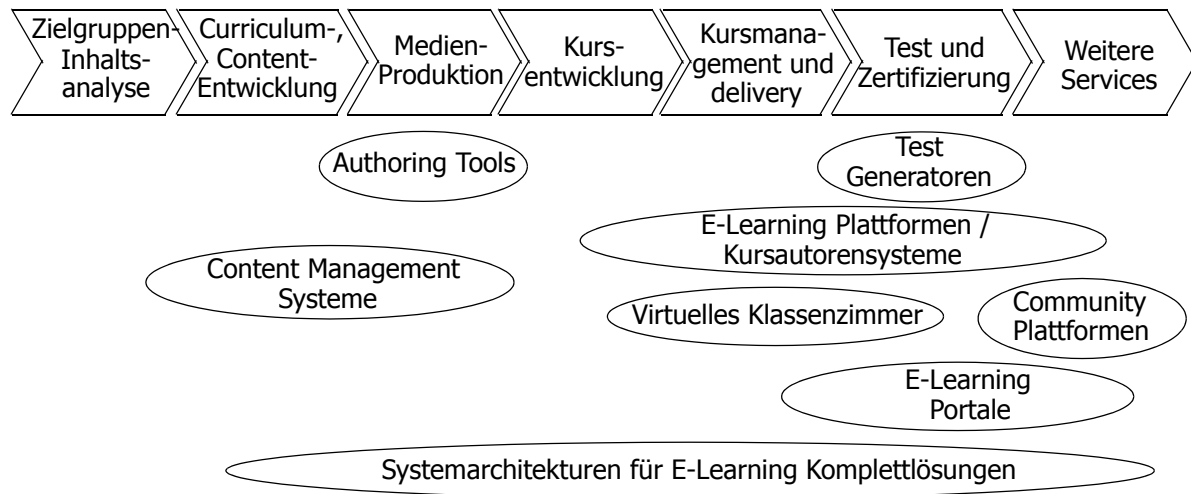 Zielgruppen-
Inhalts-
analyse
Curriculum-,
Content-
Entwicklung
Medien-
Produktion
Kurs-
entwicklung
Kursmana-
gement und
delivery
Test und
Zertifizierung
Weitere
Services
Authoring Tools
Test
Generatoren
E-Learning Plattformen /
Kursautorensysteme
Content Management
Systeme
Virtuelles Klassenzimmer
Community
Plattformen
E-Learning
Portale
Systemarchitekturen für E-Learning Komplettlösungen